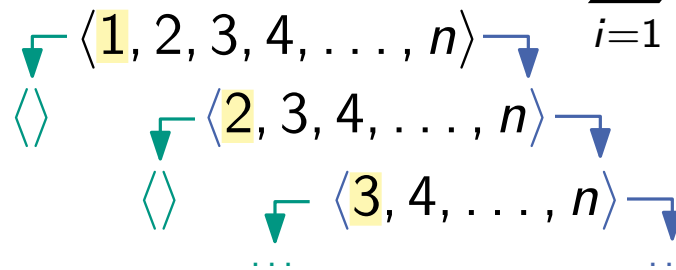 ⟨1, 2, 3, 4, . . . , n⟩
i=1
⟨⟩
⟨2, 3, 4, . . . , n⟩
⟨⟩
⟨3, 4, . . . , n⟩
...
..